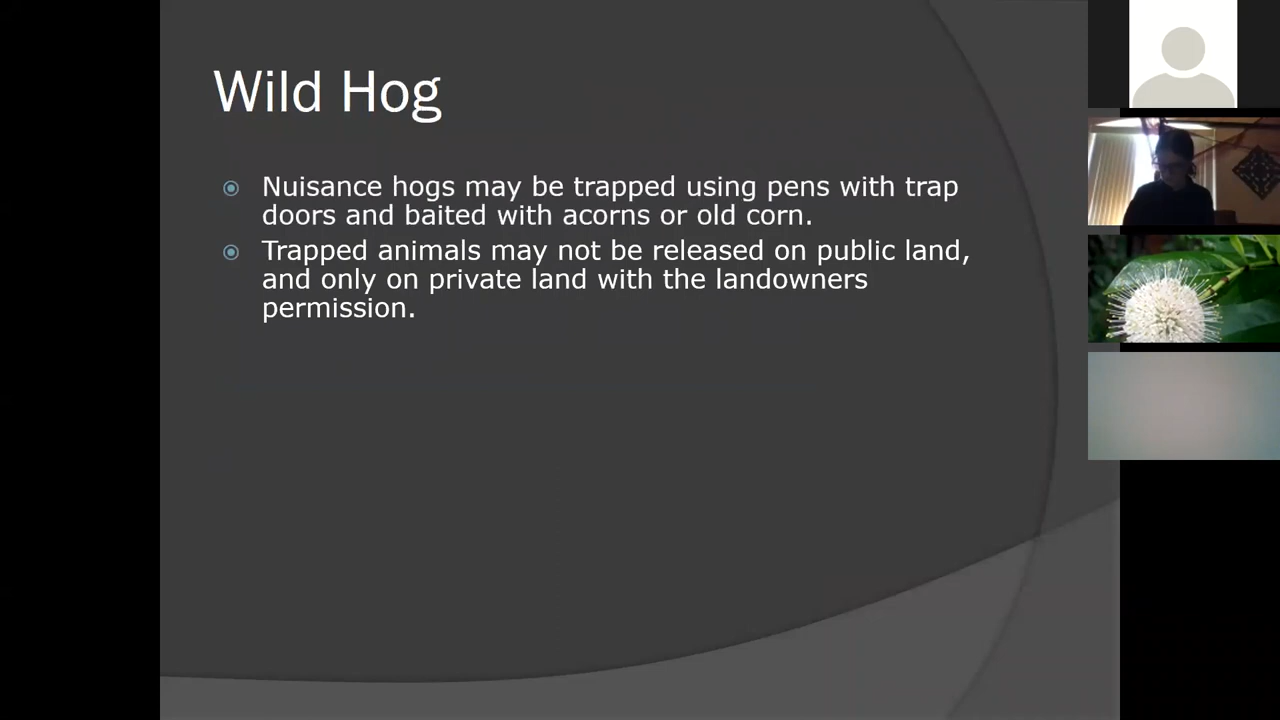 Wild Hog
Nuisance hogs may be trapped using pens with trap
doors and baited with acorns or old corn.
Trapped animals may not be released on public land,
and only on private land with the landowners
permission.